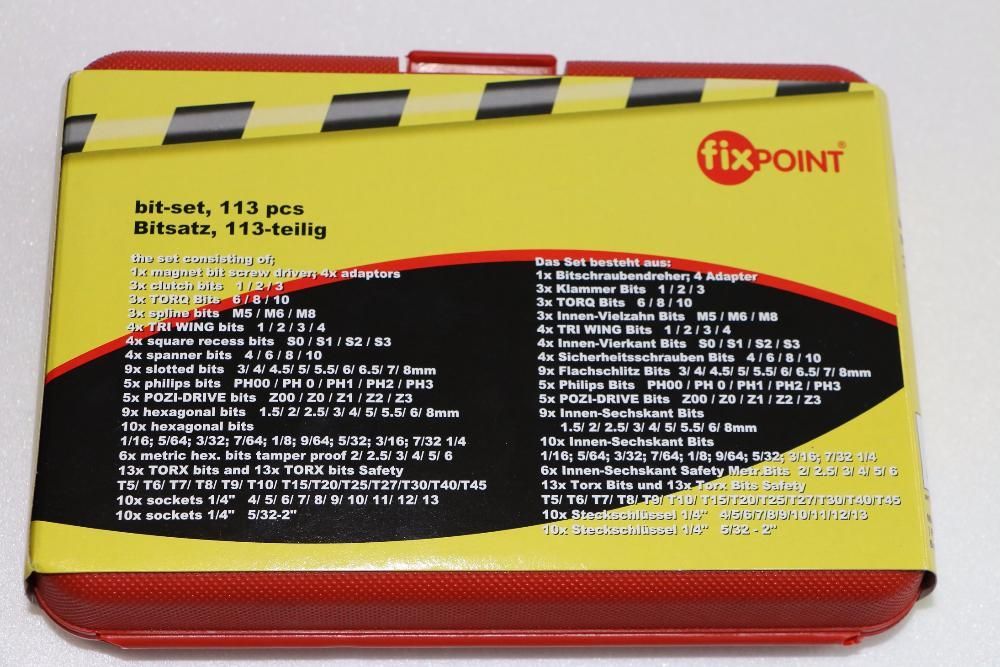 fixPOINT®
bit-set, 113 pcs
Bitsatz, 113-teilig
the set consisting of;
1x magnet bit screw driver; 4x adaptors
3x clutch bits 1 / 2 / 3
3x TORQ Bits 6 / 8 / 10
3x spline bits M5 / M6 / M8
4x TRI WING bits 1 / 2 / 3 / 4
4x square recess bits S0 / S1 / S2 / S3
4x spanner bits 4 / 6 / 8 / 10
9x slotted bits 3/ 4/ 4.5/ 5/ 5.5/ 6/ 6.5/ 7/ 8mm
5x philips bits PH00 / PH 0 / PH1 / PH2 / PH3
5x POZI-DRIVE bits Z00 / Z0 / Z1 / Z2 / Z3
9x hexagonal bits 1.5/ 2/ 2.5/ 3/ 4/ 5/ 5.5/ 6/ 8mm
10x hexagonal bits
1/16; 5/64; 3/32; 7/64; 1/8; 9/64; 5/32; 3/16; 7/32 1/4
6x metric hex. bits tamper proof 2/ 2.5/ 3/ 4/ 5/ 6
13x TORX bits and 13x TORX bits Safety
T5/ T6/ T7/ T8/ T9/ T10/ T15/T20/T25/T27/T30/T40/T45
10x sockets 1/4" 4/ 5/ 6/ 7/ 8/ 9/ 10/ 11/ 12/ 13
10x sockets 1/4" 5/32-2"
Das Set besteht aus:
1x Bitschraubendreher; 4 Adapter
3x Klammer Bits 1 / 2 / 3
3x TORQ Bits 6 / 8 / 10
3x Innen-Vielzahn Bits M5 / M6 / M8
4x TRI WING Bits 1 / 2 / 3 / 4
4x Innen-Vierkant Bits S0 / S1 / S2 / S3
4x Sicherheitsschrauben Bits 4 / 6 / 8 / 10
9x Flachschlitz Bits 3/ 4/ 4.5/ 5/ 5.5/ 6/ 6.5/ 7/ 8mm
5x Philips Bits PH00 / PH 0 / PH1 / PH2 / PH3
5x POZI-DRIVE Bits Z00 / Z0 / Z1 / Z2 / Z3
9x Innen-Sechskant Bits
1.5/ 2/ 2.5/ 3/ 4/ 5/ 5.5/ 6/ 8mm
10x Innen-Sechskant Bits
1/16; 5/64; 3/32; 7/64; 1/8; 9/64; 5/32; 3/16; 7/32 1/4
6x Innen-Sechskant Safety Metr.Bits 2/ 2.5/ 3/ 4/ 5/ 6
13x Torx Bits und 13x Torx Bits Safety
T5/ T6/ T7/ T8/ T9/ T10/ T15/T20/T25/T27/T30/T40/T45
10x Steckschlüssel 1/4" 4/5/6/7/8/9/10/11/12/13
10x Steckschlüssel 1/4" 5/32 - 2"